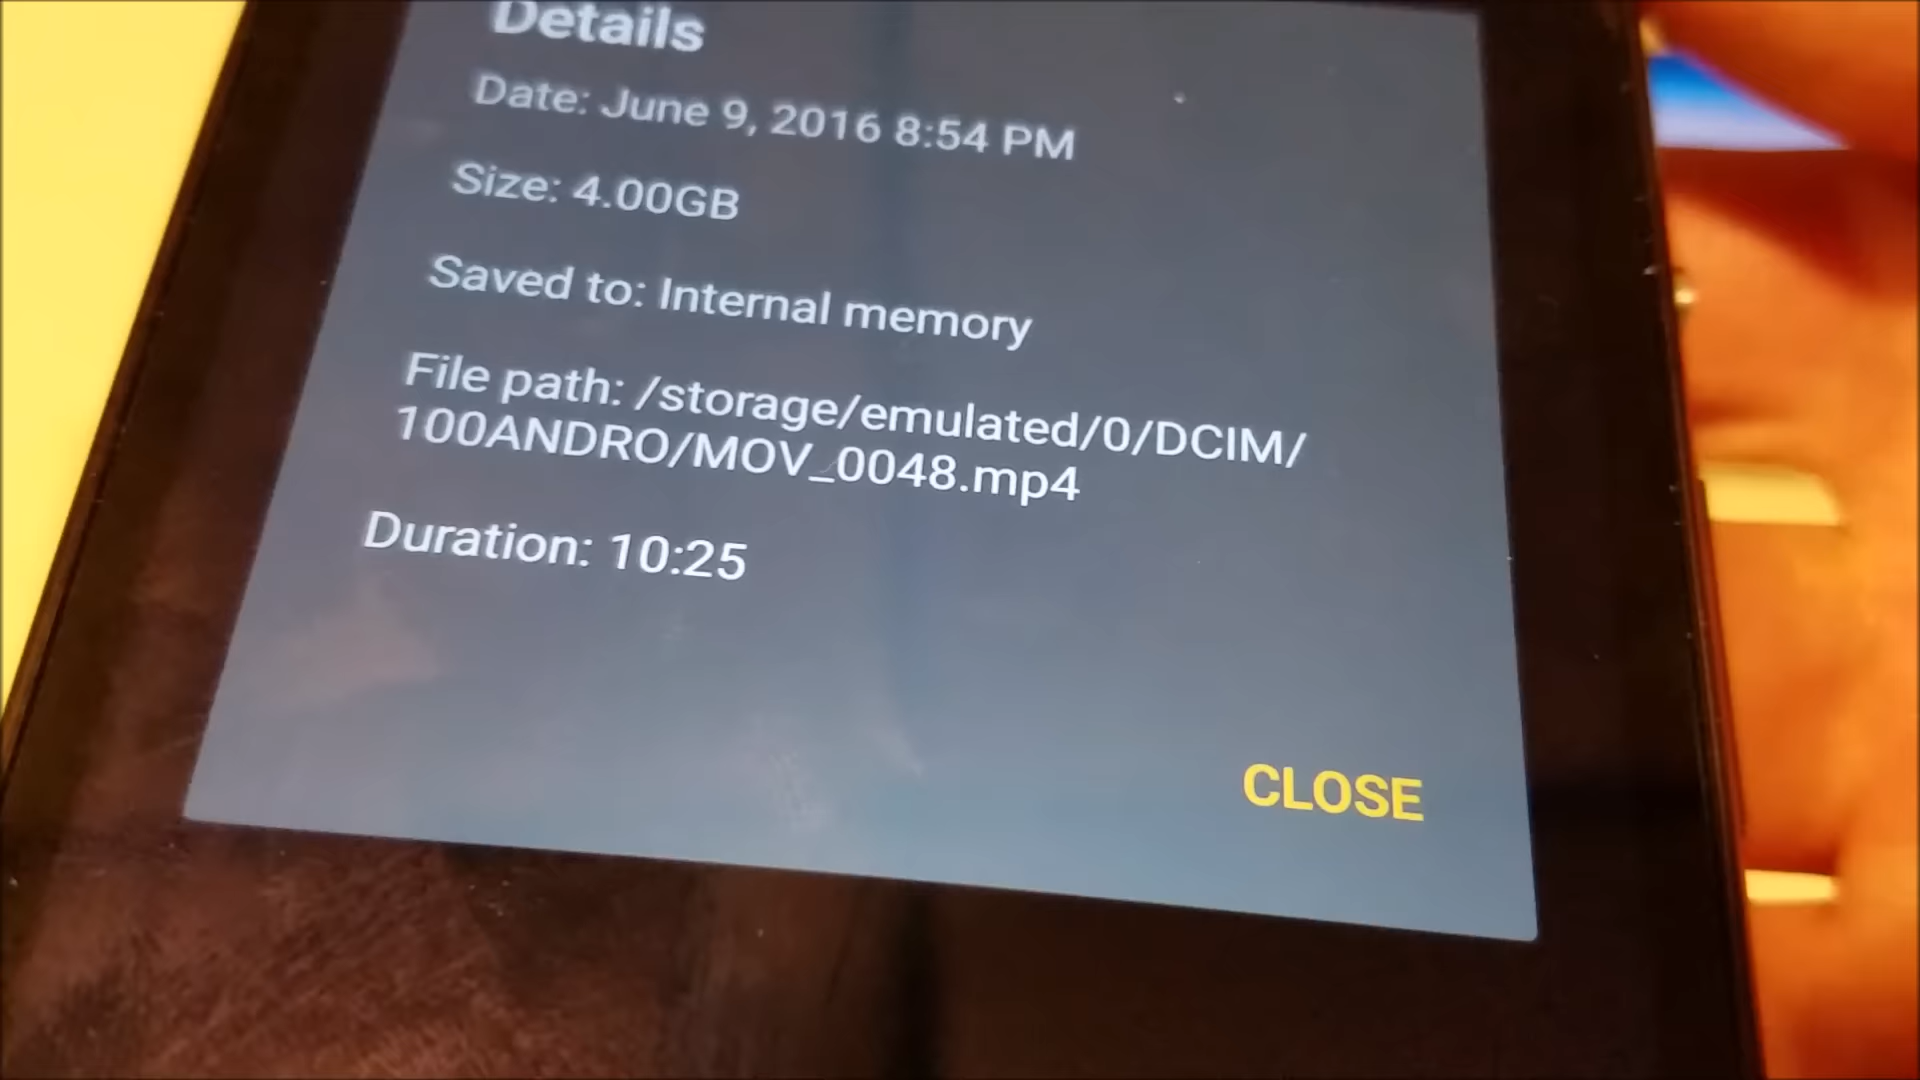 Details
Date: June 9, 2016 8:54 PM
Size: 4.00GB
Saved to: Internal memory
File path: /storage/emulated/0/DCIM/
100ANDRO/MOV_0048.mp4
Duration: 10:25
CLOSE